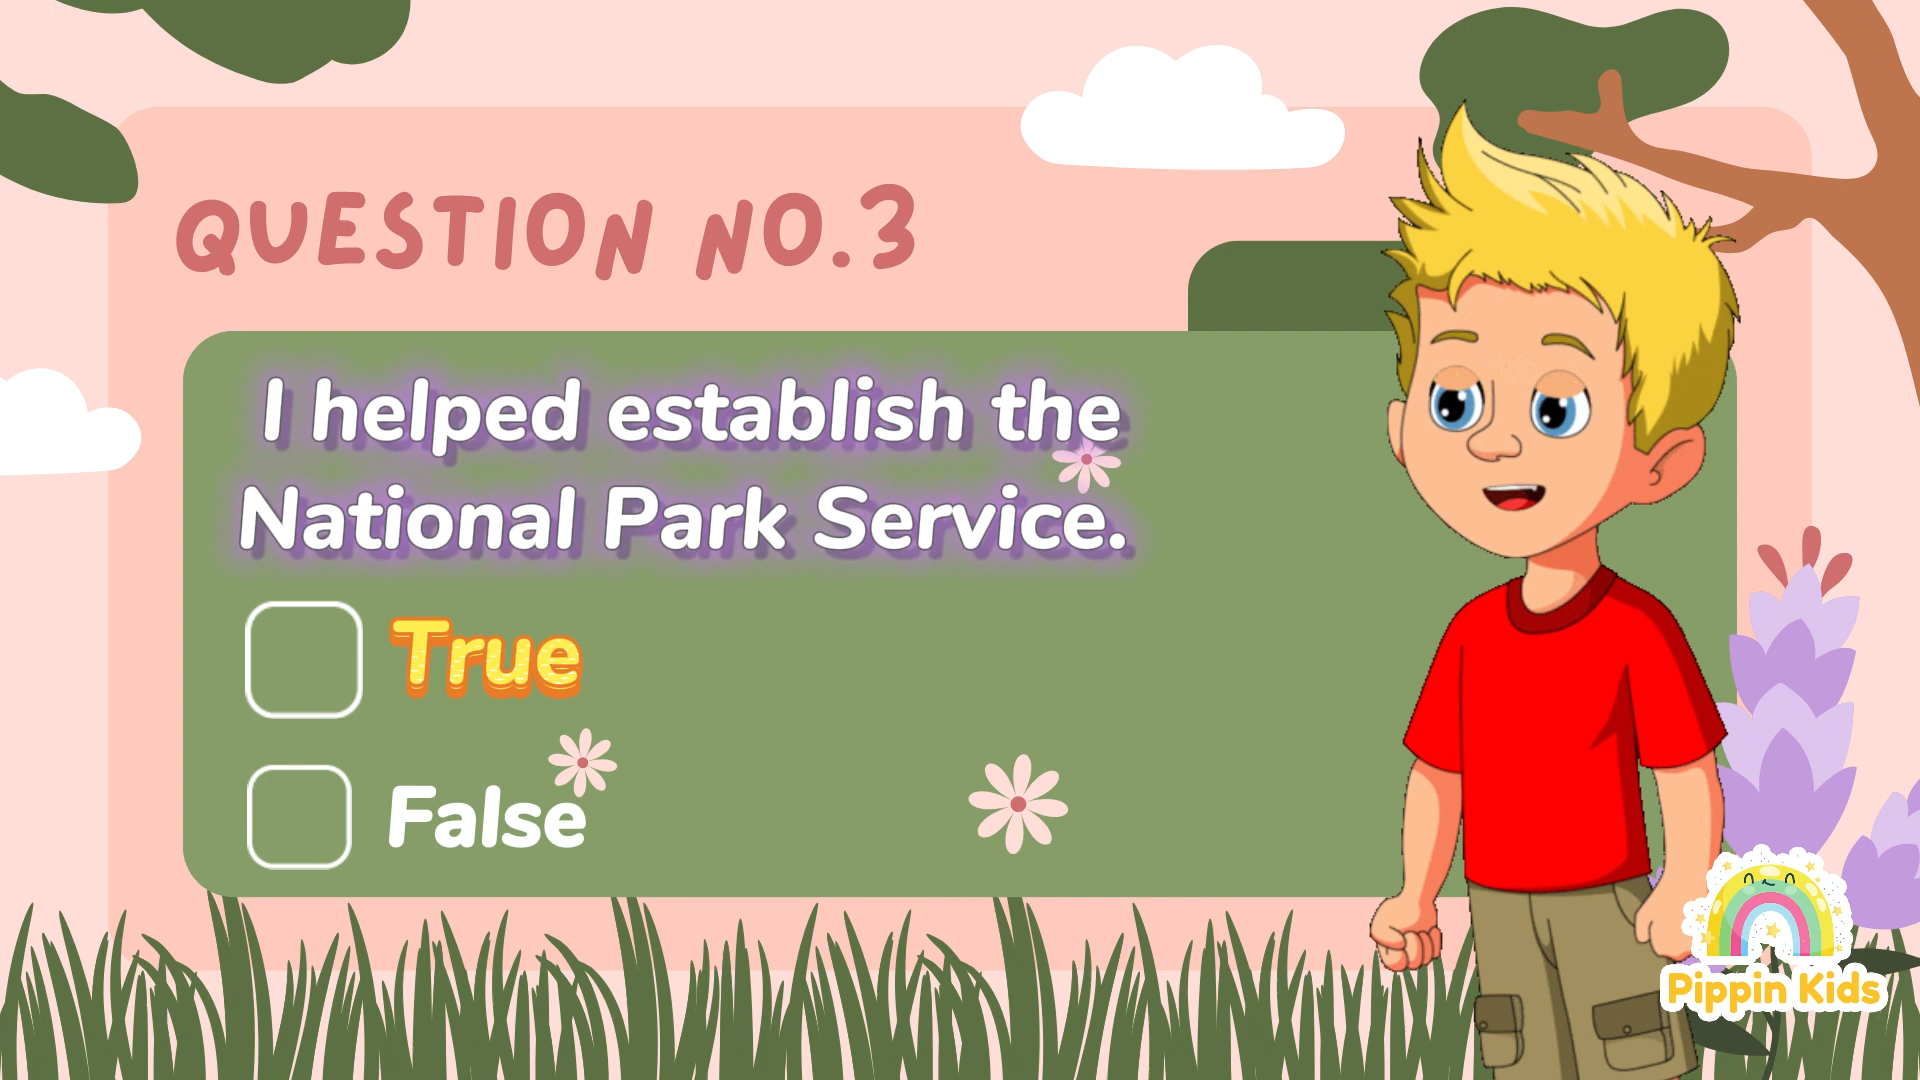 QUESTION NO.3
I helped establish the
National Park Service.
True
False
Pippin Kids